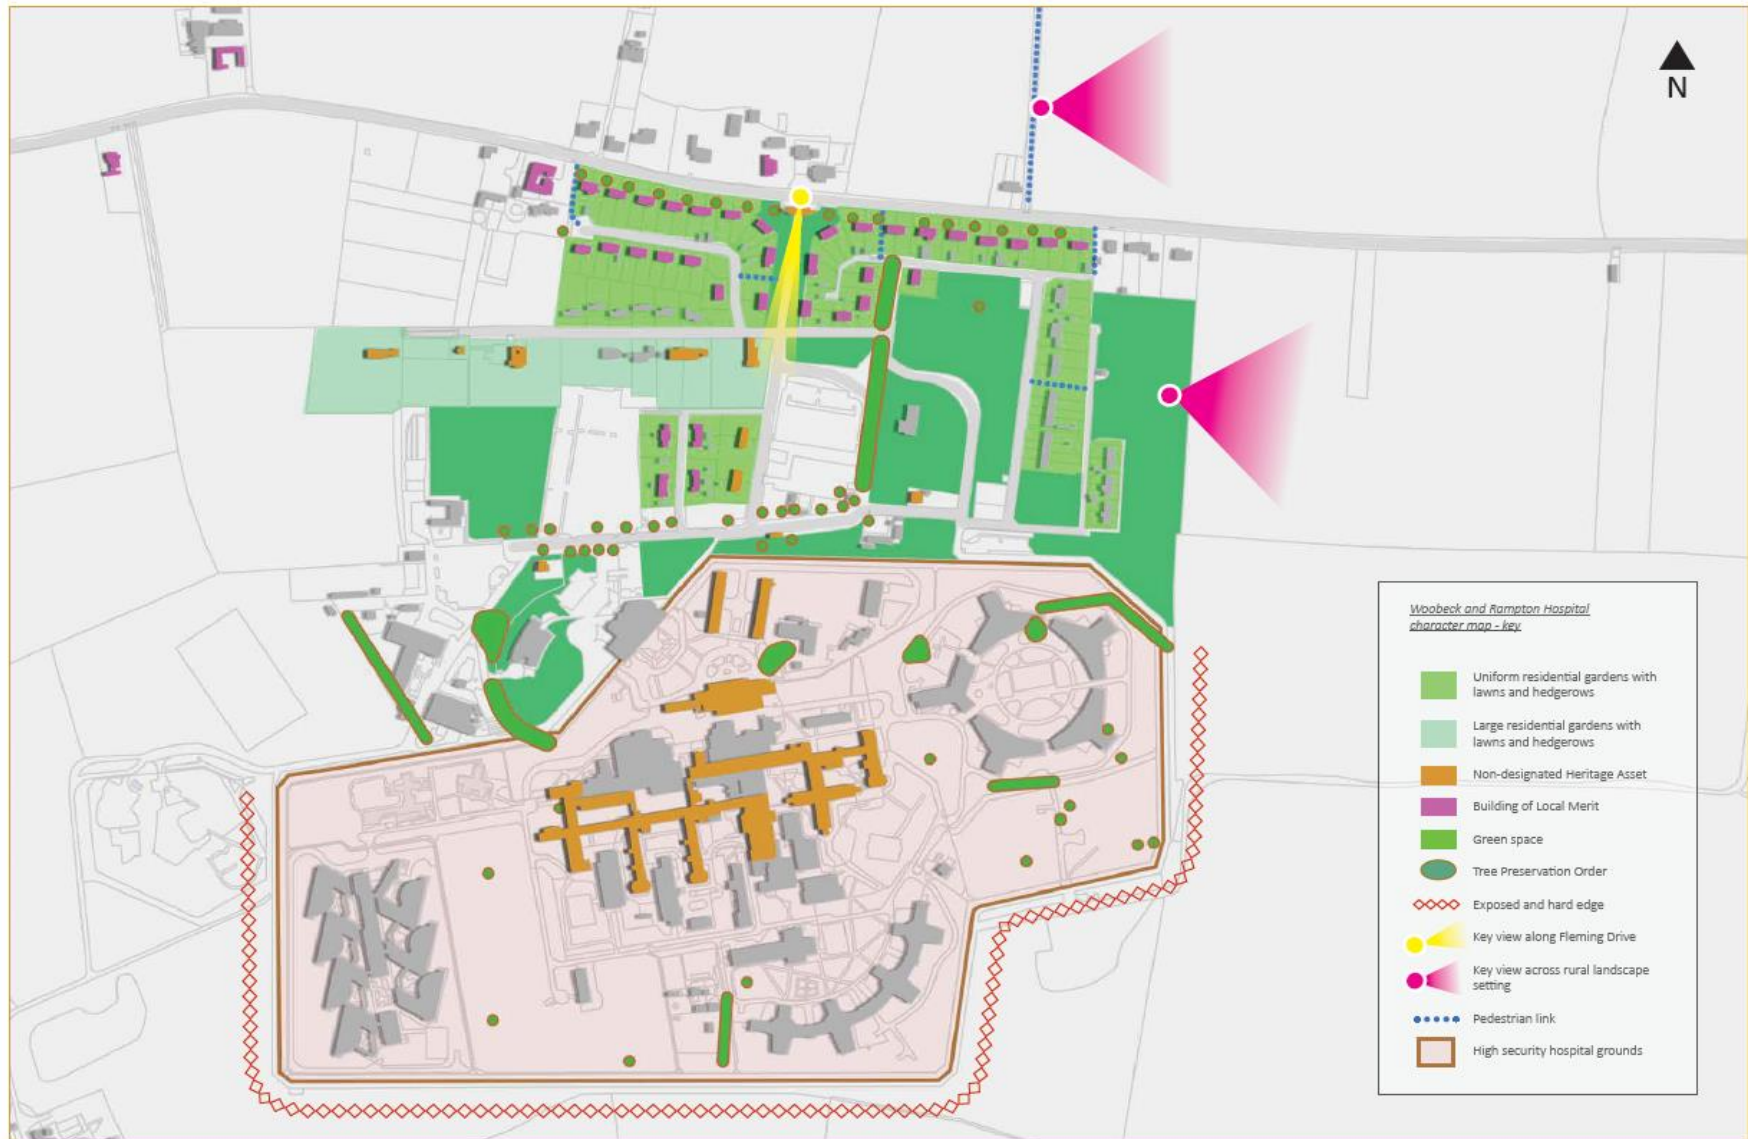 N
Woobeck and Rampton Hospital
character map - key
Uniform residential gardens with
lawns and hedgerows
Large residential gardens with
lawns and hedgerows
Non-designated Heritage Asset
Building of Local Merit
Green space
Tree Preservation Order
Exposed and hard edge
Key view along Fleming Drive
Key view across rural landscape
setting
Pedestrian link
High security hospital grounds